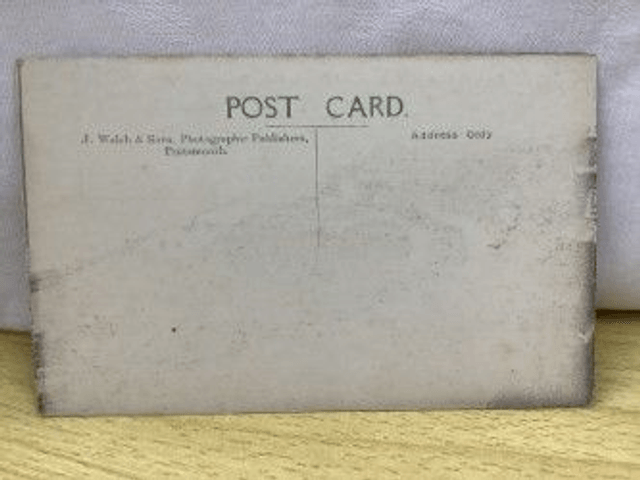 POST CARD.
J. Welch & Sons, Photographic Publishers,
Portsmouth.
Address Only